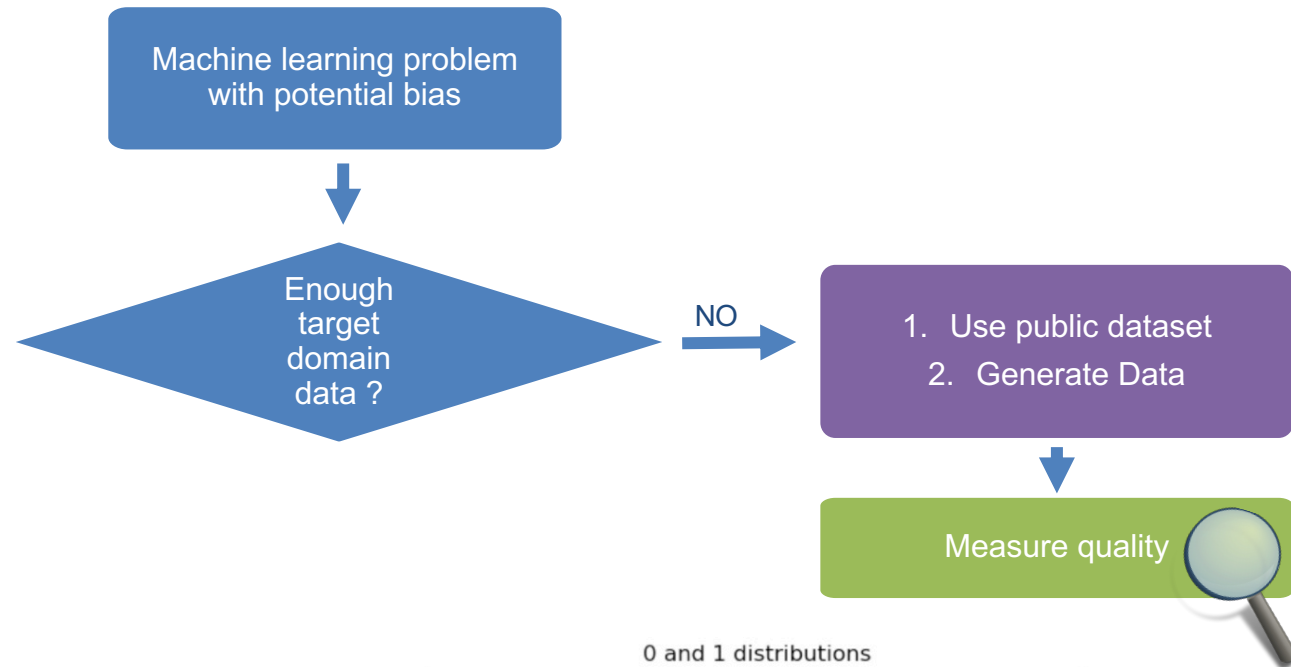 Machine learning problem
with potential bias
Enough
target
domain
data ?
NO
1. Use public dataset
2. Generate Data
Measure quality
0 and 1 distributions